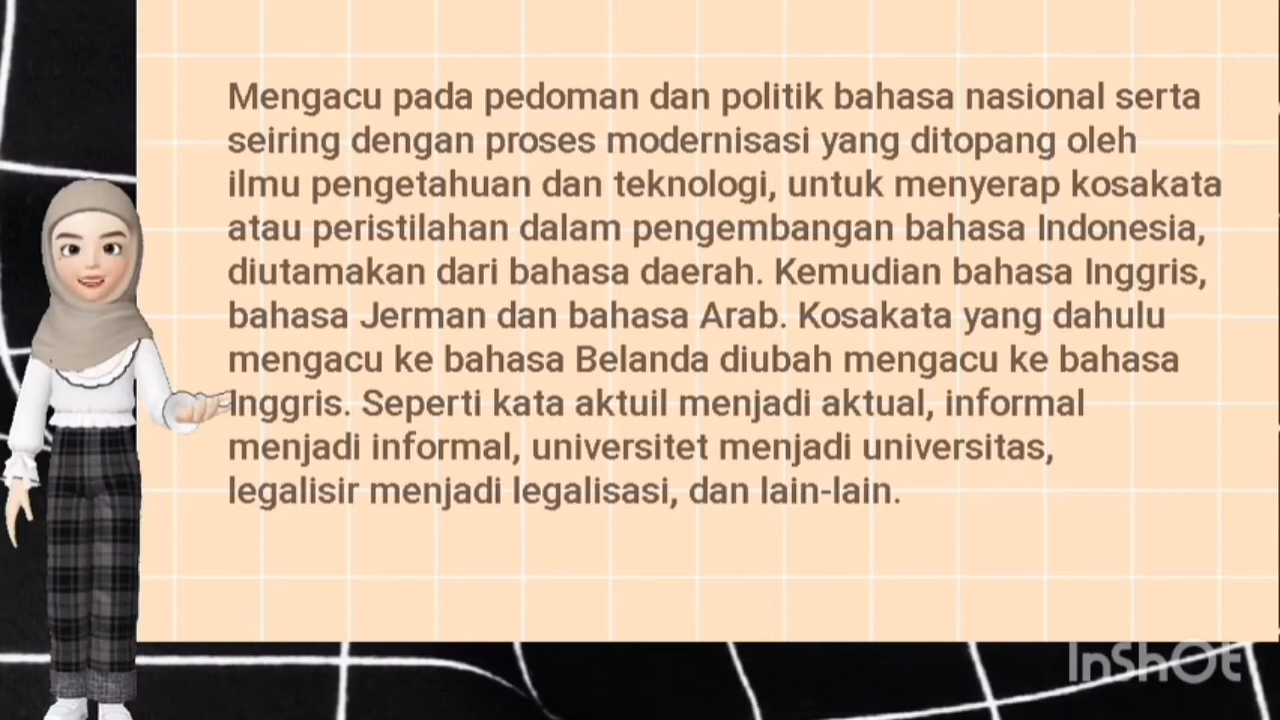 Mengacu pada pedoman dan politik bahasa nasional serta
seiring dengan proses modernisasi yang ditopang oleh
ilmu pengetahuan dan teknologi, untuk menyerap kosakata
atau peristilahan dalam pengembangan bahasa Indonesia,
diutamakan dari bahasa daerah. Kemudian bahasa Inggris,
bahasa Jerman dan bahasa Arab. Kosakata yang dahulu
mengacu ke bahasa Belanda diubah mengacu ke bahasa
Inggris. Seperti kata aktuil menjadi aktual, informal
menjadi informal, universitet menjadi universitas,
legalisir menjadi legalisasi, dan lain-lain.
InShOt